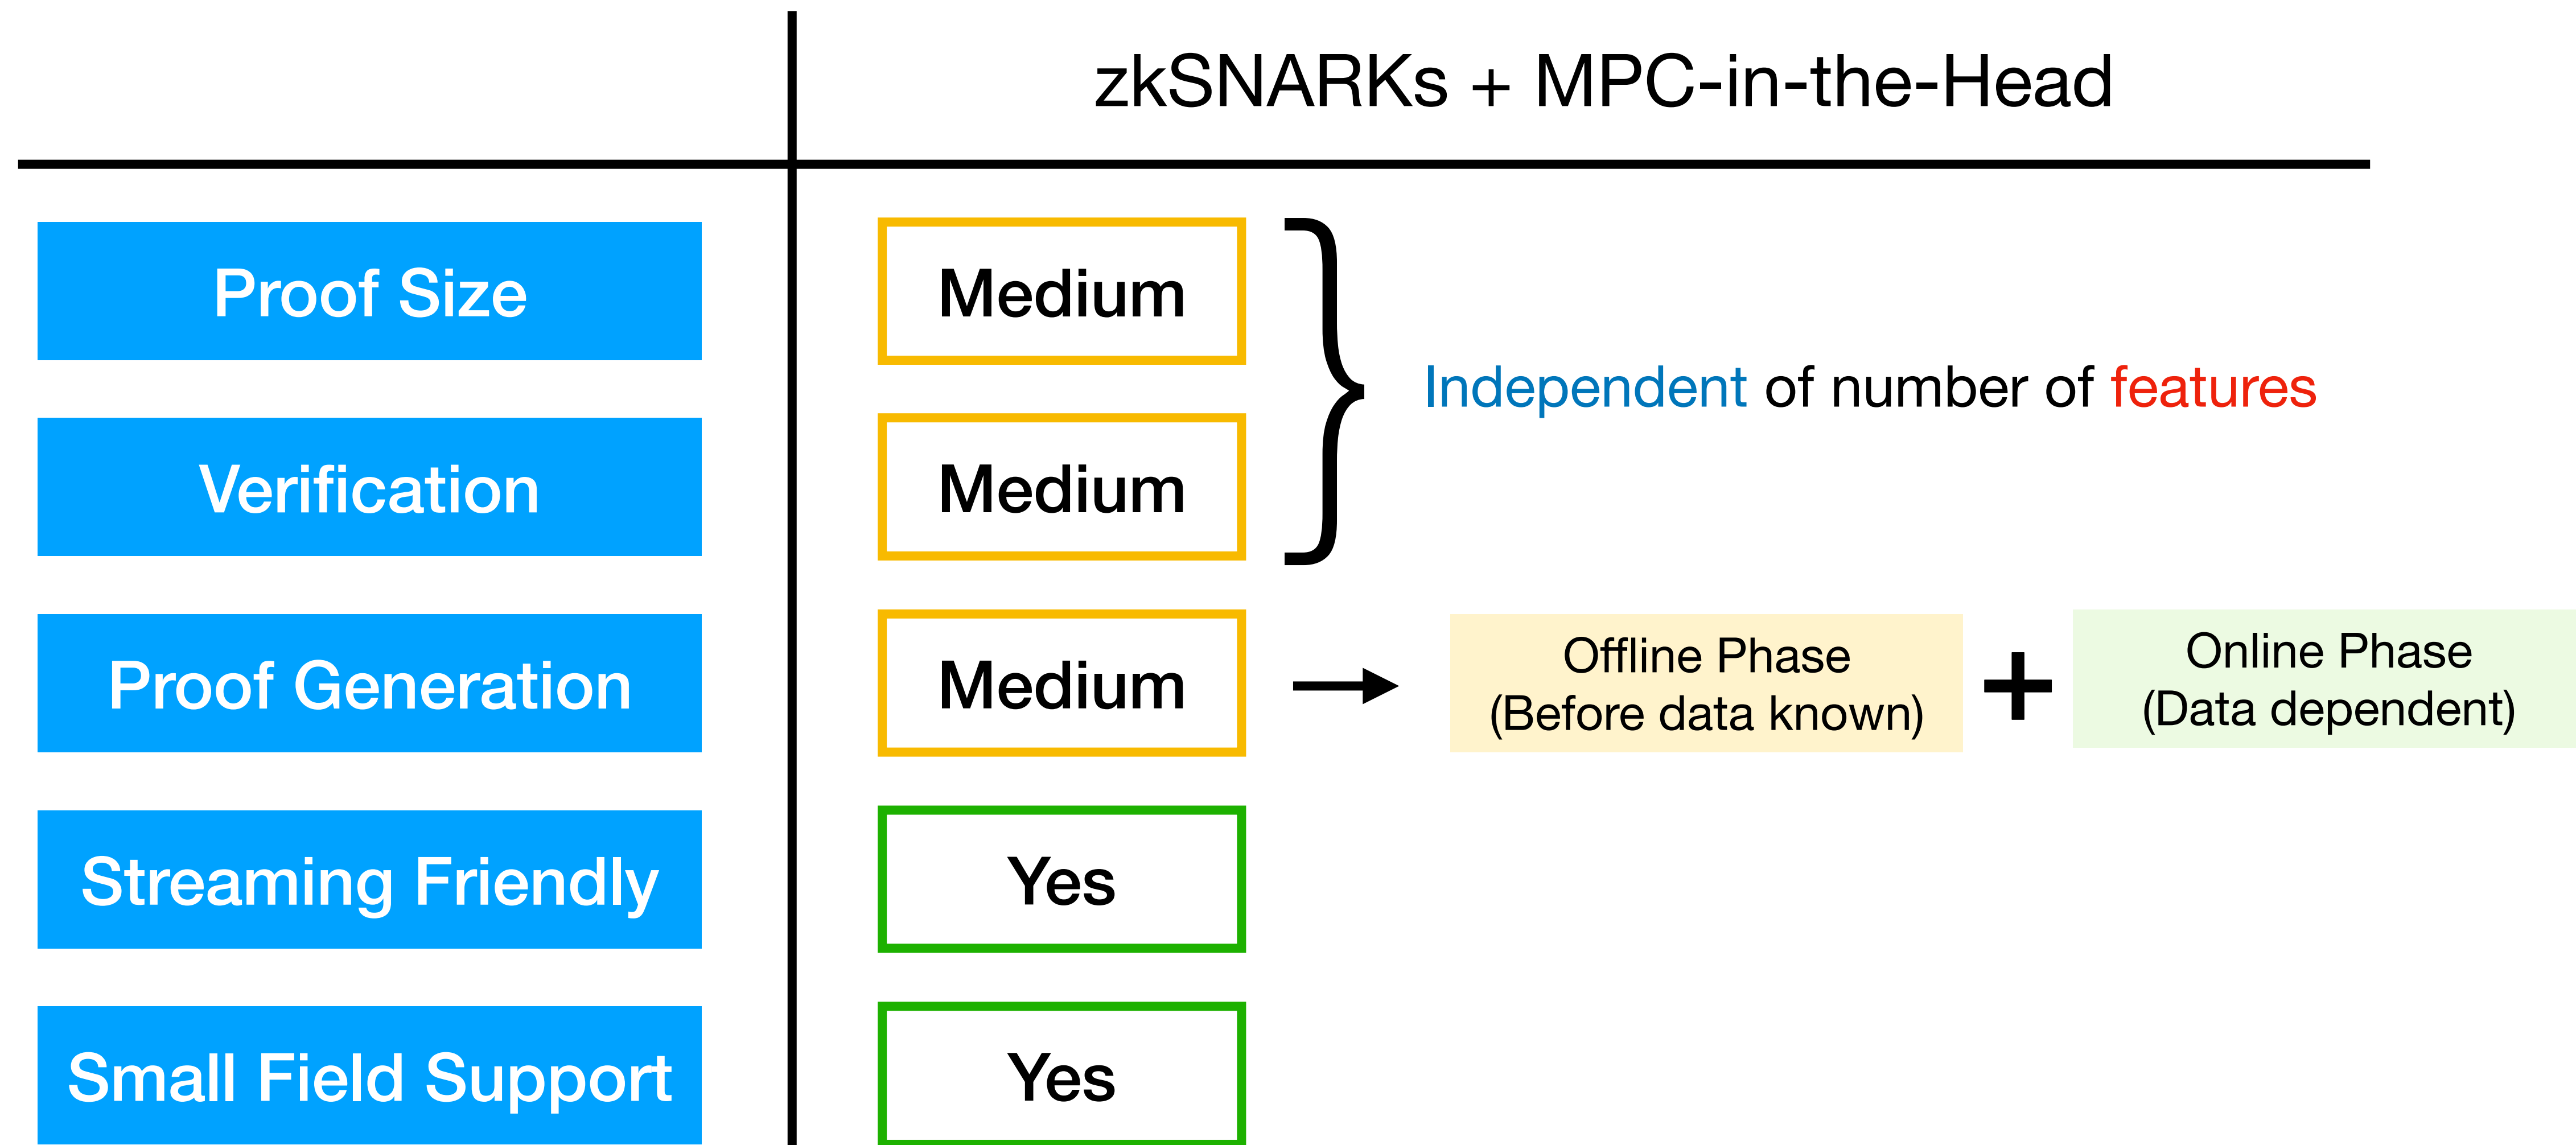 zkSNARKs + MPC-in-the-Head
Proof Size
Medium
Verification
Medium
Independent of number of features
Proof Generation
Medium
Offline Phase
(Before data known)
+
Online Phase
(Data dependent)
Streaming Friendly
Yes
Small Field Support
Yes